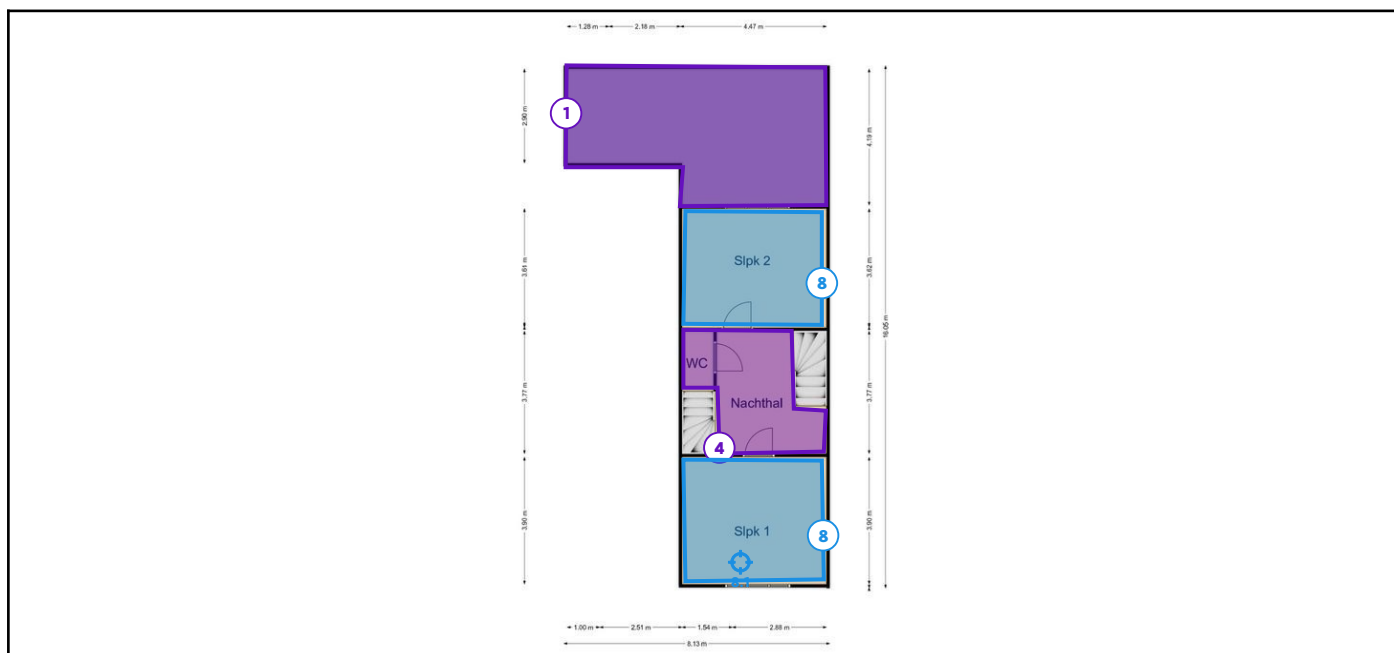 1.28 m 2.18 m 4.47 m
1
2.90 m
4.19 m
Slpk 2
8
3.61 m
3.62 m
16.05 m
WC
Nachthal
3.77 m
3.77 m
4
Slpk 1
8
3.90 m
3.90 m
1.00 m 2.51 m 1.54 m 2.88 m
8.13 m